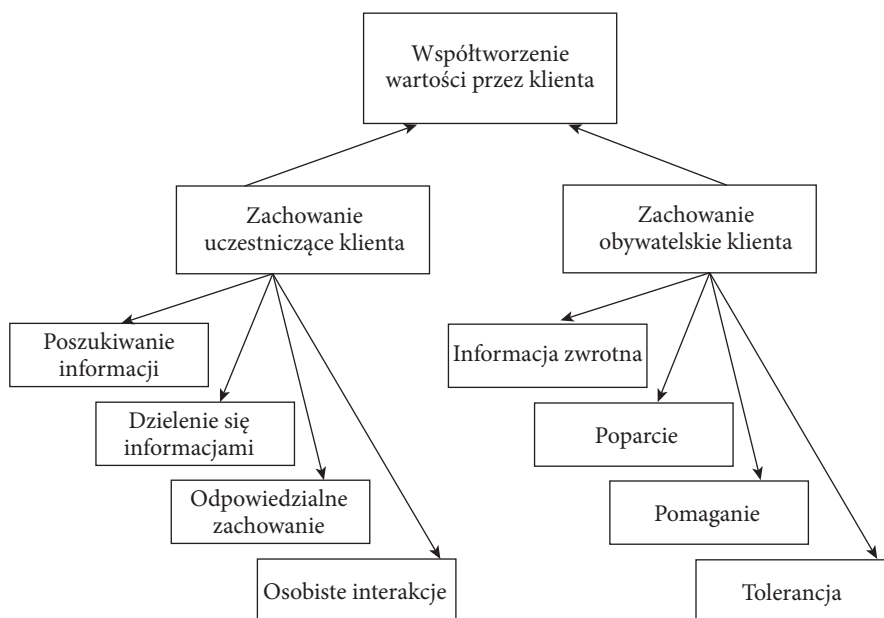 Współtworzenie
wartości przez klienta
Zachowanie
uczestniczące klienta
Zachowanie
obywatelskie klienta
Poszukiwanie
informacji
Informacja zwrotna
Dzielenie się
informacjami
Poparcie
Odpowiedzialne
zachowanie
Pomaganie
Osobiste interakcje
Tolerancja